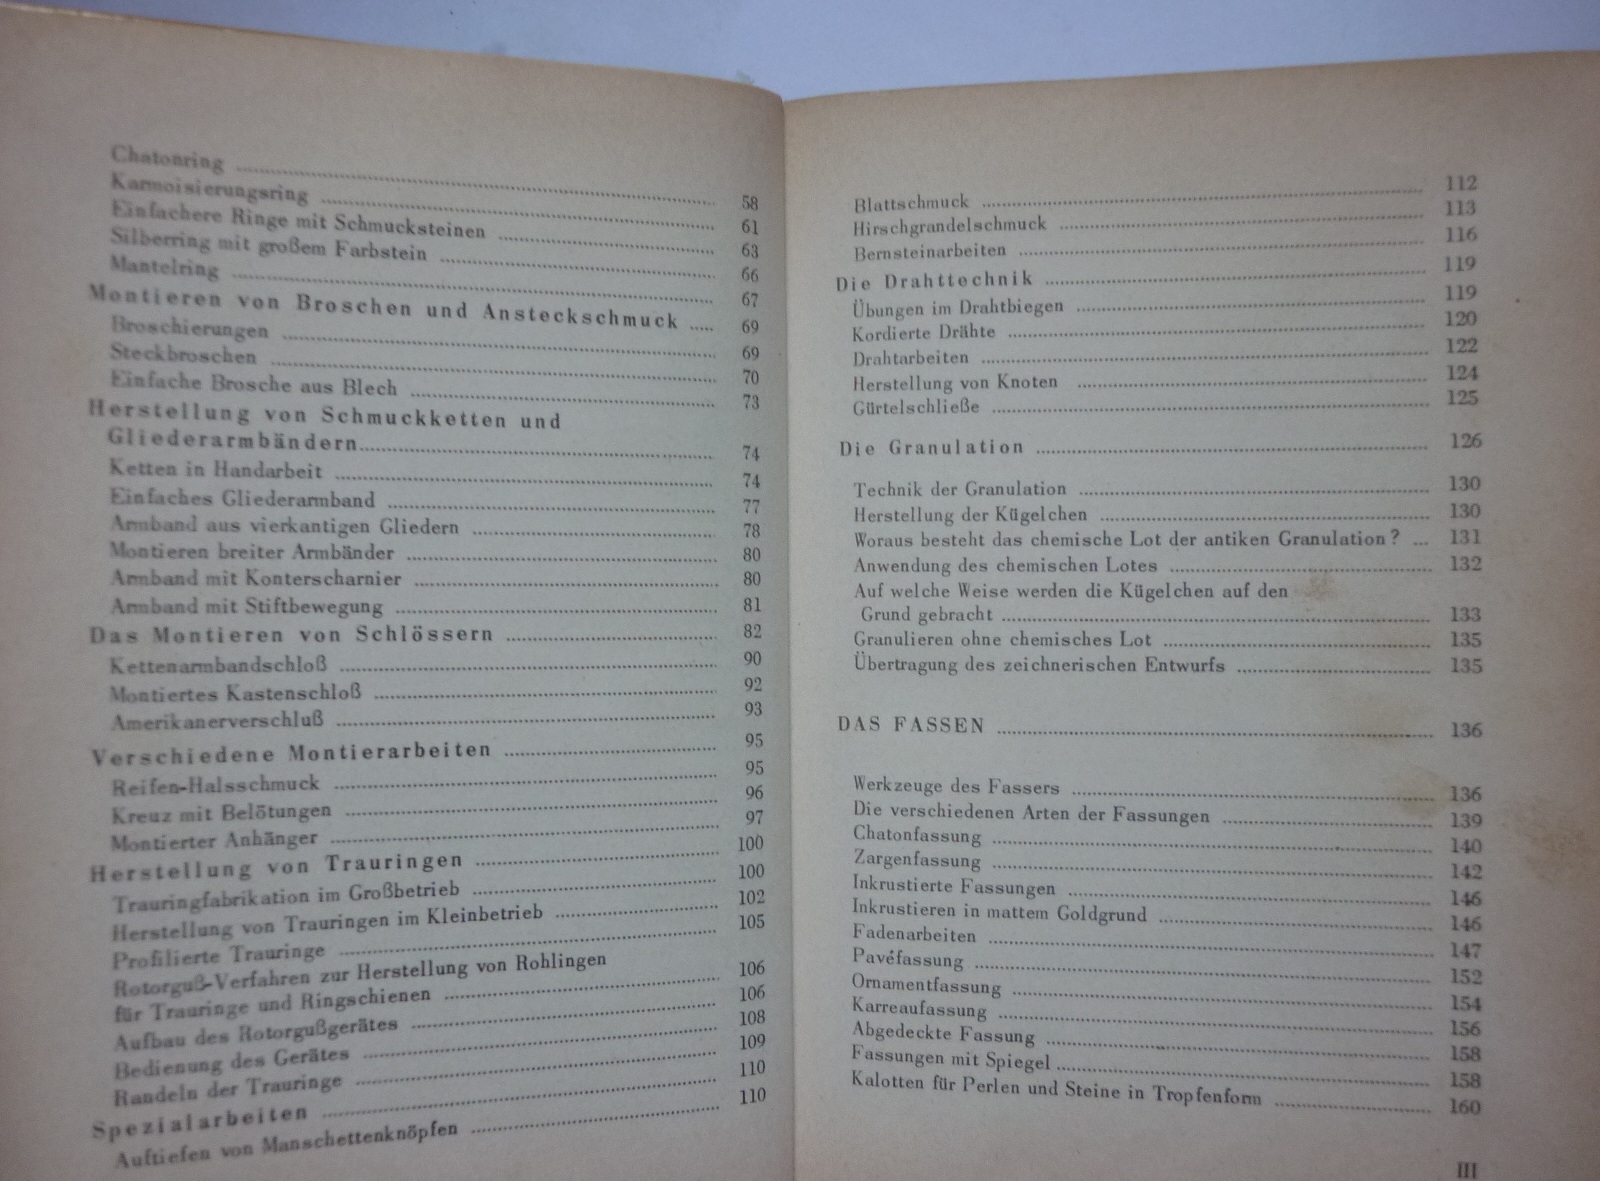 Chatonring ..... 58
Karmoisierungsring ..... 61
Einfachere Ringe mit Schmucksteinen ..... 63
Silberring mit großem Farbstein ..... 66
Mantelring ..... 67
Montieren von Broschen und Ansteckschmuck ..... 69
Broschierungen ..... 69
Steckbroschen ..... 70
Einfache Brosche aus Blech ..... 73
Herstellung von Schmuckketten und
Gliederarmbändern ..... 74
Ketten in Handarbeit ..... 74
Einfaches Gliederarmband ..... 77
Armband aus vierkantigen Gliedern ..... 78
Montieren breiter Armbänder ..... 80
Armband mit Konterscharnier ..... 80
Armband mit Stiftbewegung ..... 81
Das Montieren von Schlössern ..... 82
Kettenarmbandschloß ..... 90
Montiertes Kastenschloß ..... 92
Amerikanerverschluß ..... 93
Verschiedene Montierarbeiten ..... 95
Reifen-Halsschmuck ..... 95
Kreuz mit Belötungen ..... 96
Montierter Anhänger ..... 97
Herstellung von Trauringen ..... 100
Trauringfabrikation im Großbetrieb ..... 100
Herstellung von Trauringen im Kleinbetrieb ..... 102
Profilierte Trauringe ..... 105
Rotorguß-Verfahren zur Herstellung von Rohlingen
für Trauringe und Ringschienen ..... 106
Aufbau des Rotorgußgerätes ..... 106
Bedienung des Gerätes ..... 108
Randeln der Trauringe ..... 109
Spezialarbeiten ..... 110
Auftiefen von Manschettenknöpfen ..... 110
Blattschmuck ..... 112
Hirschgrandelschmuck ..... 113
Bernsteinarbeiten ..... 116
Die Drahttechnik ..... 119
Übungen im Drahtbiegen ..... 119
Kordierte Drähte ..... 120
Drahtarbeiten ..... 122
Herstellung von Knoten ..... 124
Gürtelschließe ..... 125
Die Granulation ..... 126
Technik der Granulation ..... 130
Herstellung der Kügelchen ..... 130
Woraus besteht das chemische Lot der antiken Granulation? ... 131
Anwendung des chemischen Lotes ..... 132
Auf welche Weise werden die Kügelchen auf den
Grund gebracht ..... 133
Granulieren ohne chemisches Lot ..... 135
Übertragung des zeichnerischen Entwurfs ..... 135
DAS FASSEN ..... 136
Werkzeuge des Fassers ..... 136
Die verschiedenen Arten der Fassungen ..... 139
Chatonfassung ..... 140
Zargenfassung ..... 142
Inkrustierte Fassungen ..... 146
Inkrustieren in mattem Goldgrund ..... 146
Fadenarbeiten ..... 147
Pavéfassung ..... 152
Ornamentfassung ..... 154
Karreaufassung ..... 156
Abgedeckte Fassung ..... 158
Fassungen mit Spiegel ..... 158
Kalotten für Perlen und Steine in Tropfenform ..... 160
III